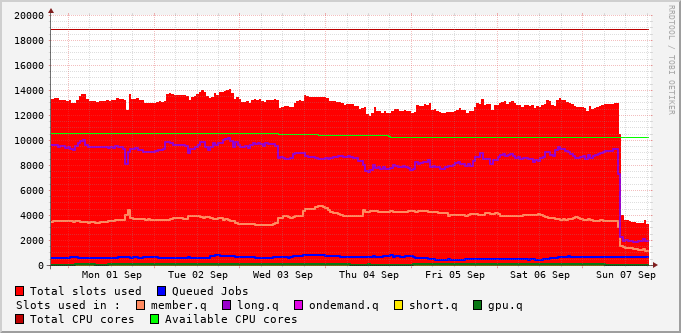 20000
18000
16000
14000
12000
10000
8000
6000
4000
2000
0
Mon 01 Sep Tue 02 Sep Wed 03 Sep Thu 04 Sep Fri 05 Sep Sat 06 Sep Sun 07 Sep
RRDTOOL / TOBI OETIKER
Total slots used Queued Jobs
Slots used in : member.q long.q ondemand.q short.q gpu.q
Total CPU cores Available CPU cores